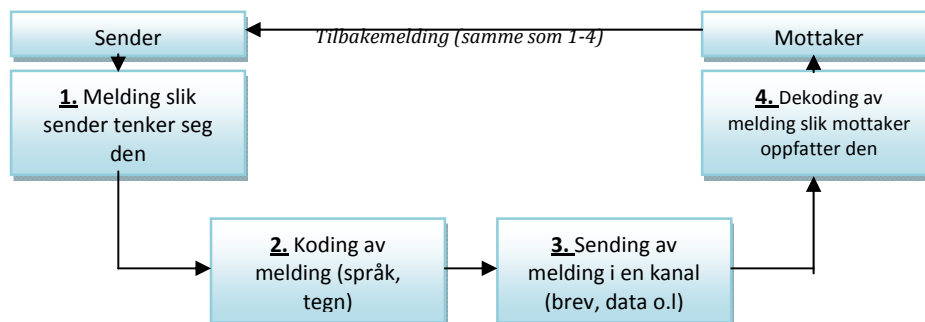 Sender
Tilbakemelding (samme som 1-4)
Mottaker
1. Melding slik
sender tenker seg
den
4. Dekoding av
melding slik mottaker
oppfatter den
2. Koding av
melding (språk,
tegn)
3. Sending av
melding i en kanal
(brev, data o.l)